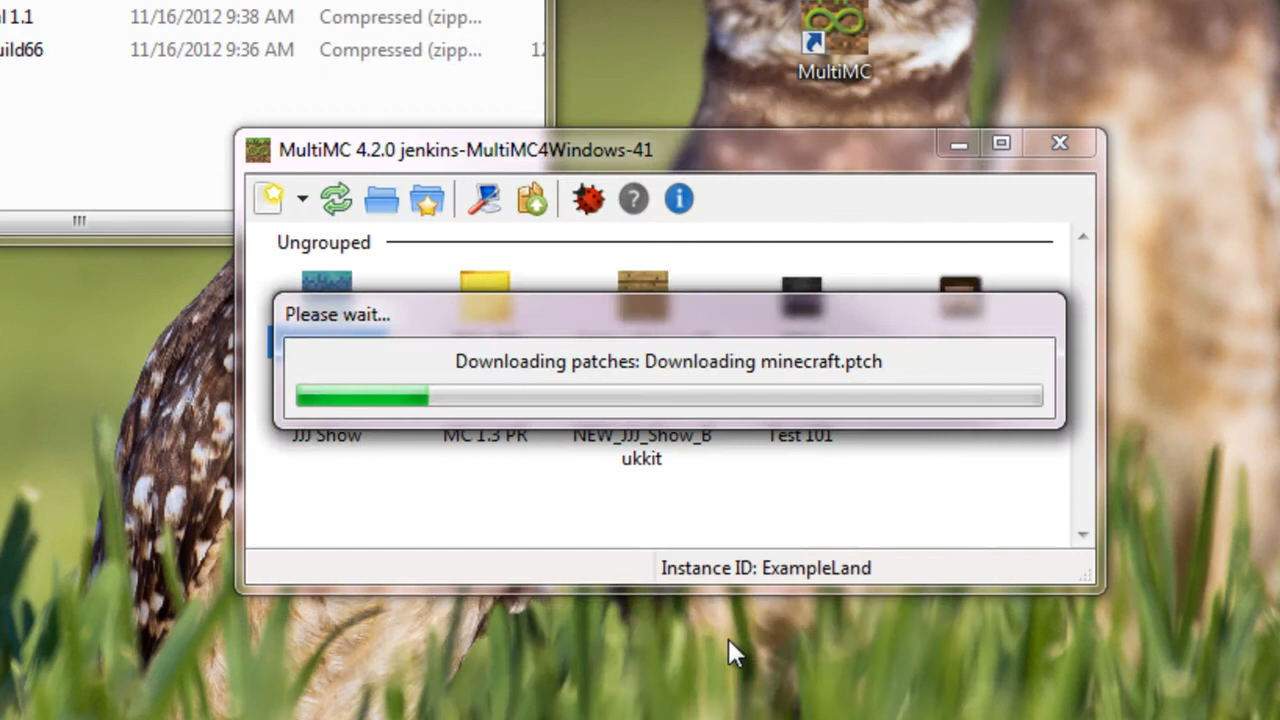 l 1.1 11/16/2012 9:38 AM Compressed (zipp...
uild66 11/16/2012 9:36 AM Compressed (zipp... 12
MultiMC
MultiMC 4.2.0 jenkins-MultiMC4Windows-41
Ungrouped
Please wait...
Downloading patches: Downloading minecraft.ptch
JJJ Show MC 1.3 PR NEW_JJJ_Show_B Test 101
ukkit
Instance ID: ExampleLand